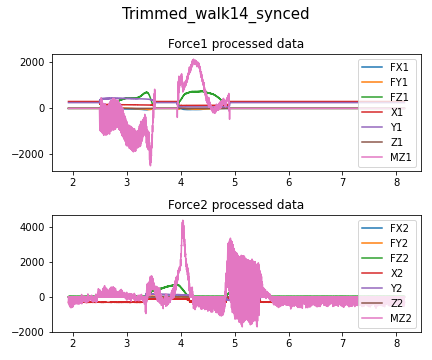 Trimmed_walk14_synced
Force1 processed data
2000
0
−2000
FX1
FY1
FZ1
X1
Y1
Z1
MZ1
2 3 4 5 6 7 8
Force2 processed data
4000
2000
0
−2000
FX2
FY2
FZ2
X2
Y2
Z2
MZ2
2 3 4 5 6 7 8